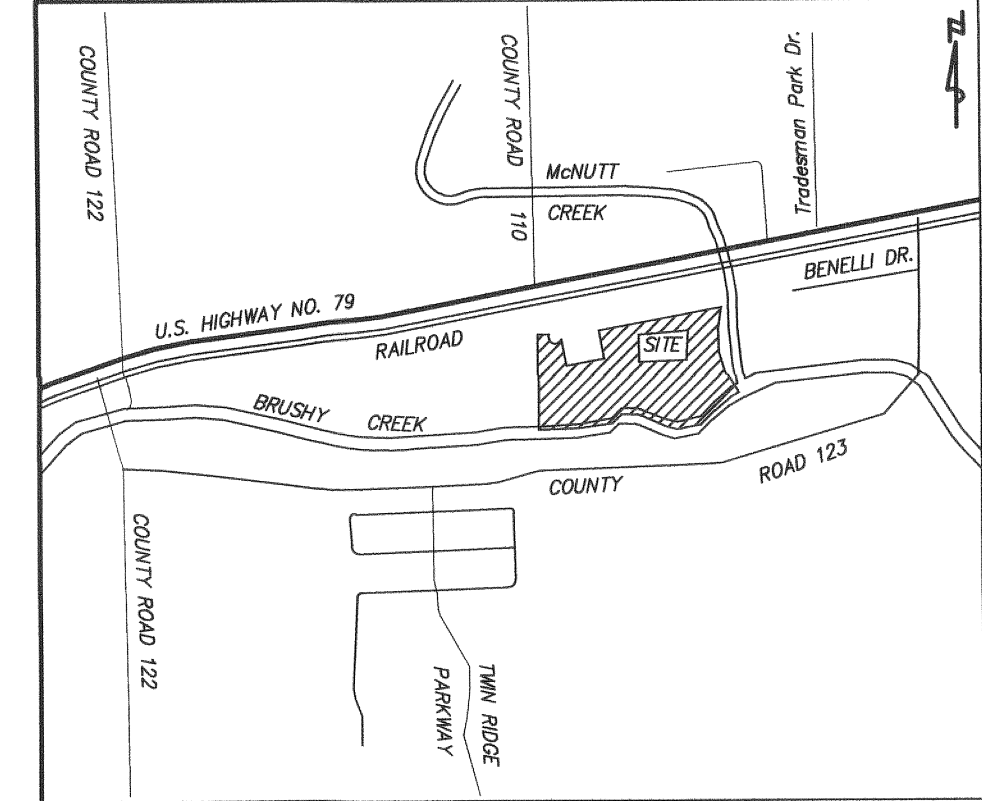 N
COUNTY ROAD 122
COUNTY ROAD 110
Tradesman Park Dr.
McNUTT
CREEK
BENELLI DR.
U.S. HIGHWAY NO. 79
RAILROAD
SITE
BRUSHY CREEK
COUNTY ROAD 123
COUNTY ROAD 122
TWIN RIDGE
PARKWAY